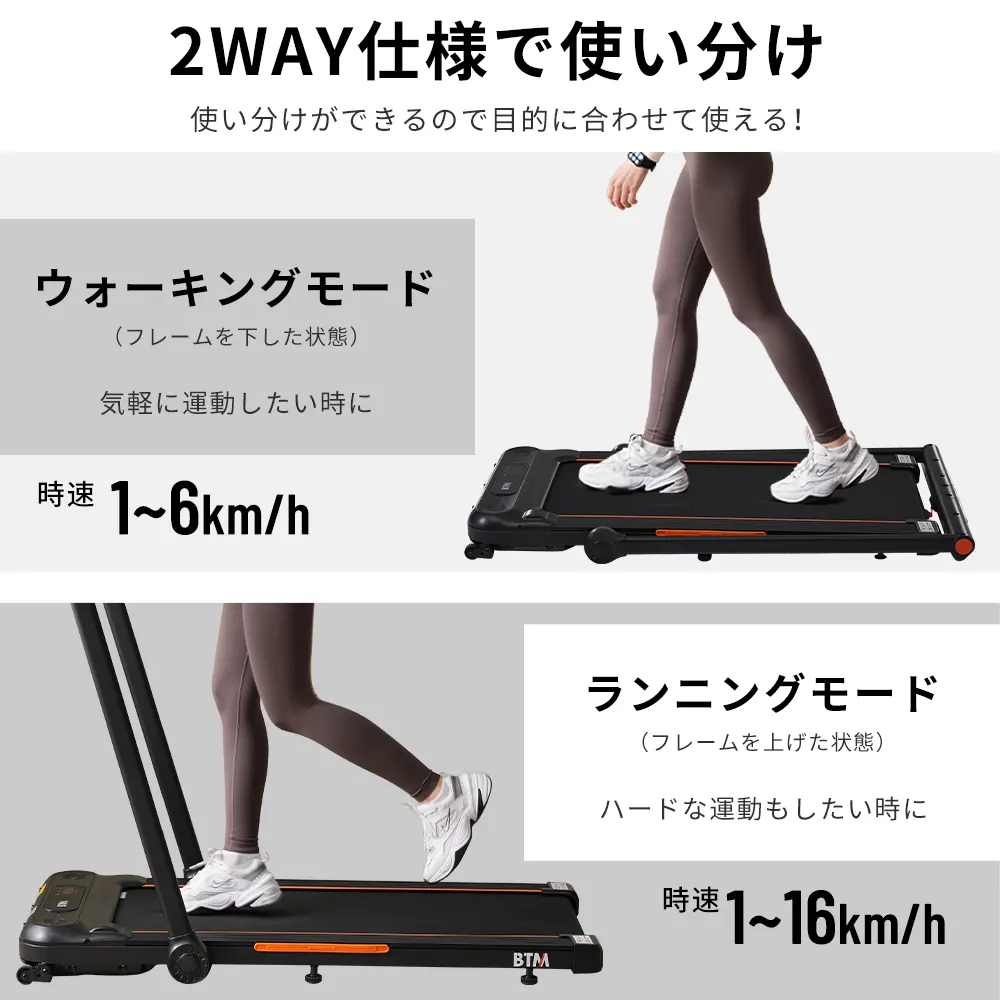 2WAY仕様で使い分け
使い分けができるので目的に合わせて使える!
ウォーキングモード
(フレームを下した状態)
気軽に運動したい時に
時速 1~6km/h
ランニングモード
(フレームを上げた状態)
ハードな運動もしたい時に
時速 1~16km/h
BTM